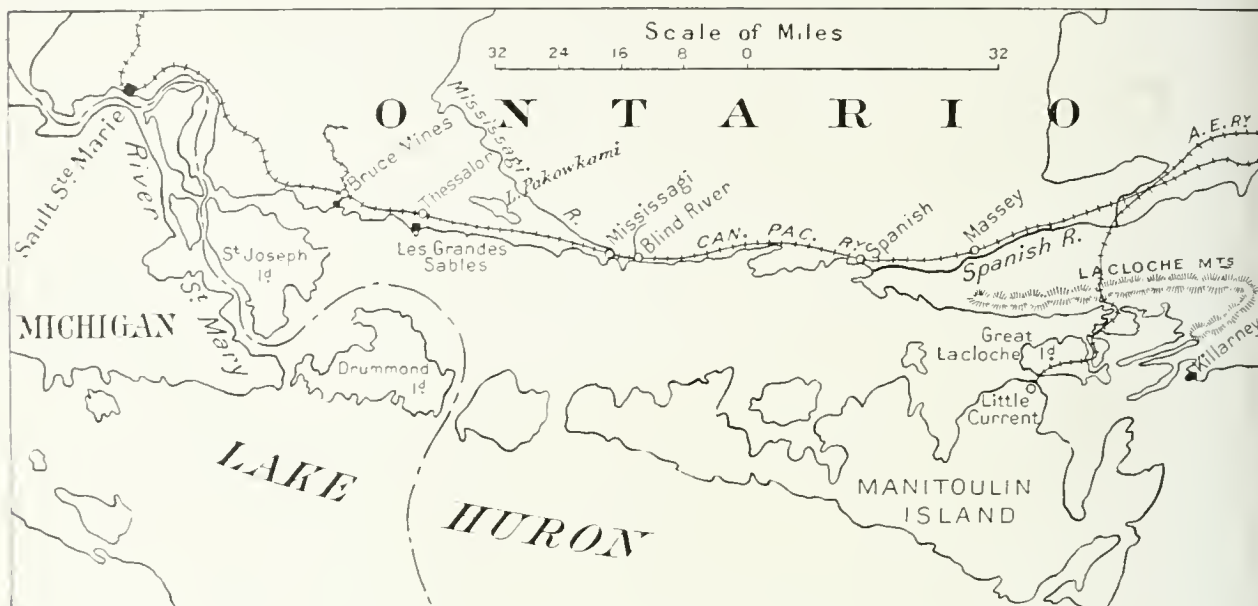 Scale of Miles
32 24 16 8 0 32
ONTARIO
A. E. RY
Sault Ste. Marie
River
St. Mary
Bruce Vines
Thessalon
Mississagi
R.
L. Pakowkami
Mississagi
Blind River
CAN. PAC. RY.
Spanish
Massey
Spanish R.
LACLOCHE MTS
Les Grandes
Sables
St Joseph
Id
MICHIGAN
Drummond
Id.
Great
Lacloche Id.
Killarney
Little
Current
LAKE
HURON
MANITOULIN
ISLAND